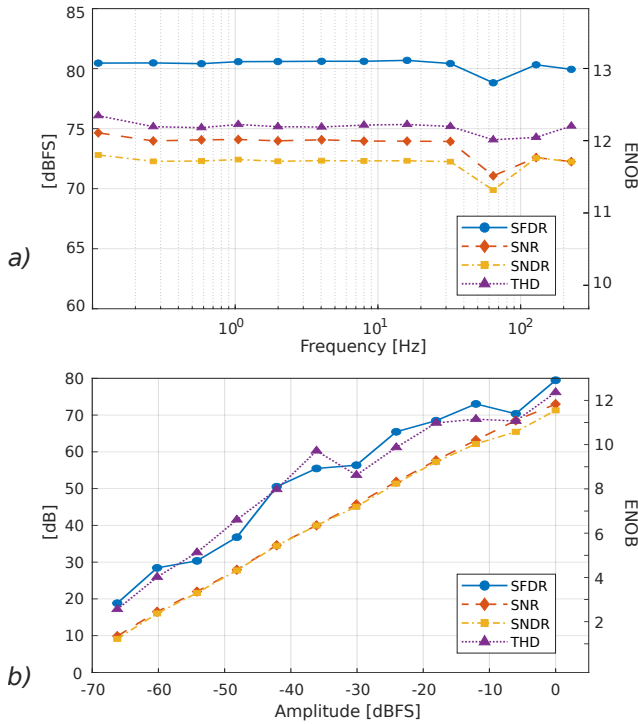 85
80
75
70
65
60
[dBFS]
13
12
11
10
ENOB
SFDR
SNR
SNDR
THD
10^0
10^1
10^2
Frequency [Hz]
a)
80
70
60
50
40
30
20
10
0
[dB]
12
10
8
6
4
2
ENOB
SFDR
SNR
SNDR
THD
-70 -60 -50 -40 -30 -20 -10 0
Amplitude [dBFS]
b)